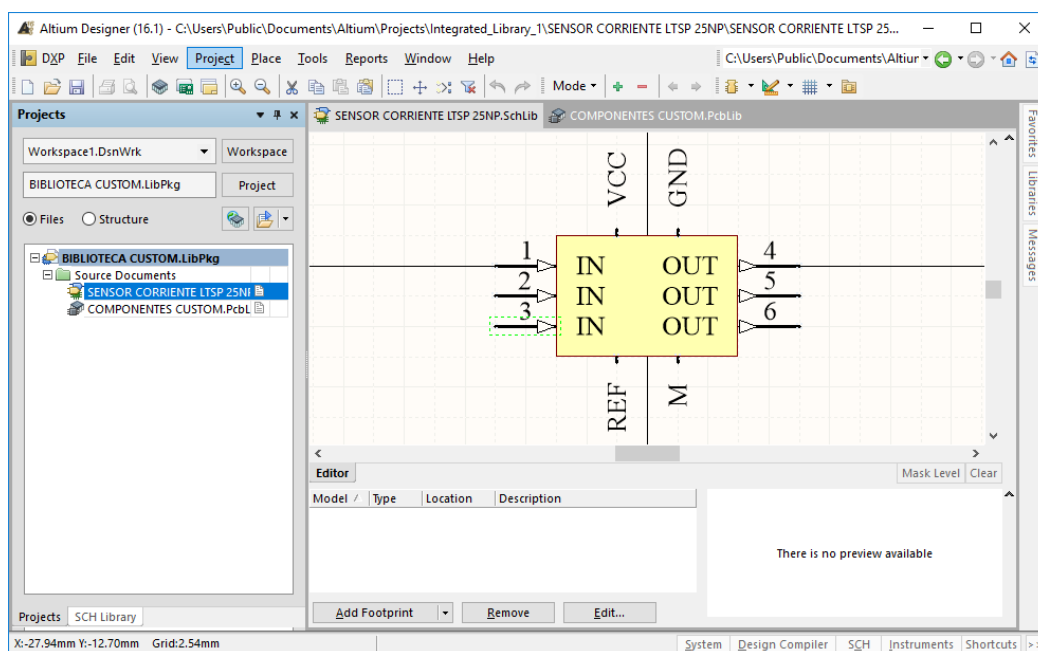 Altium Designer (16.1) - C:\Users\Public\Documents\Altium\Projects\Integrated_Library_1\SENSOR CORRIENTE LTSP 25NP\SENSOR CORRIENTE LTSP 25...
DXP File Edit View Project Place Tools Reports Window Help C:\Users\Public\Documents\Altiur
Mode
Projects
SENSOR CORRIENTE LTSP 25NP.SchLib COMPONENTES CUSTOM.PcbLib
Workspace1.DsnWrk Workspace
BIBLIOTECA CUSTOM.LibPkg Project
Files Structure
BIBLIOTECA CUSTOM.LibPkg
Source Documents
SENSOR CORRIENTE LTSP 25NI
COMPONENTES CUSTOM.PcbL
VCC GND
1 IN OUT 4
2 IN OUT 5
3 IN OUT 6
REF M
Favorites
Libraries
Messages
Editor Mask Level Clear
Model / Type Location Description
There is no preview available
Add Footprint Remove Edit...
Projects SCH Library
X:-27.94mm Y:-12.70mm Grid:2.54mm System Design Compiler SCH Instruments Shortcuts >>